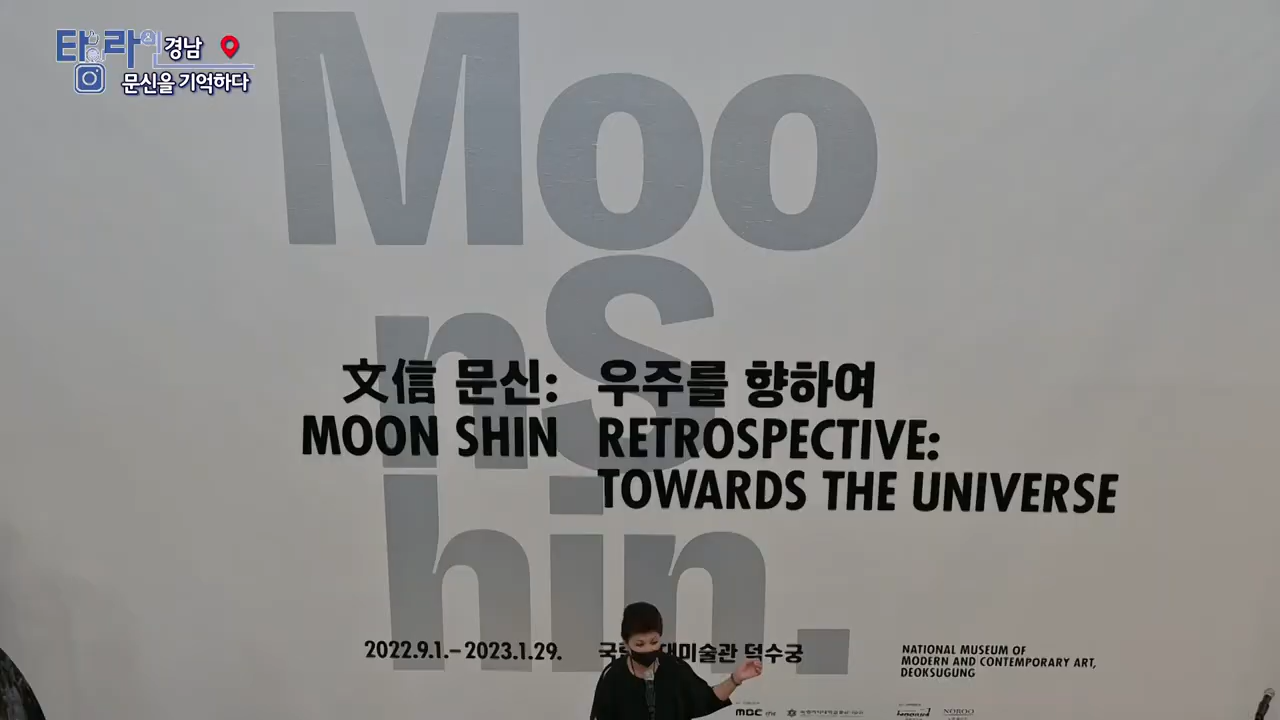 타라의 경남
문신을 기억하다
Moo
nS
hin.
文信 문신: 우주를 향하여
MOON SHIN RETROSPECTIVE:
TOWARDS THE UNIVERSE
2022.9.1.–2023.1.29.
대미술관 덕수궁
NATIONAL MUSEUM OF
MODERN AND CONTEMPORARY ART,
DEOKSUGUNG
MBC
NOROO